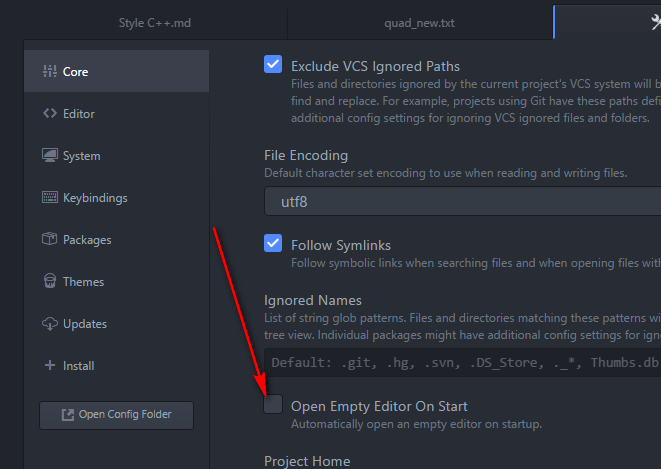 Style C++.md
quad_new.txt
Core
Editor
System
Keybindings
Packages
Themes
Updates
Install
Open Config Folder
Exclude VCS Ignored Paths
Files and directories ignored by the current project's VCS system will b
find and replace. For example, projects using Git have these paths defi
additional config settings for ignoring VCS ignored files and folders.
File Encoding
Default character set encoding to use when reading and writing files.
utf8
Follow Symlinks
Follow symbolic links when searching files and when opening files with
Ignored Names
List of string glob patterns. Files and directories matching these patterns wi
tree view. Individual packages might have additional config settings for igno
Default: .git, .hg, .svn, .DS_Store, ._*, Thumbs.db
Open Empty Editor On Start
Automatically open an empty editor on startup.
Project Home